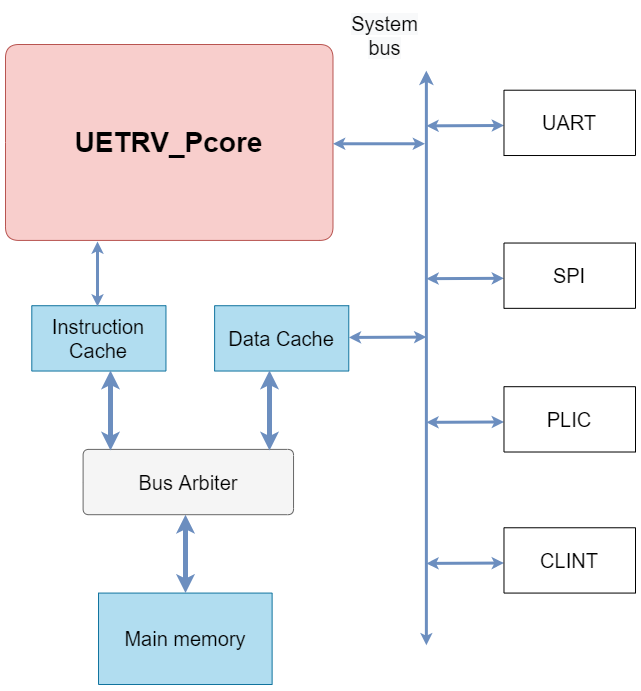 System
bus
UETRV_Pcore
UART
SPI
Instruction
Cache
Data Cache
PLIC
Bus Arbiter
CLINT
Main memory